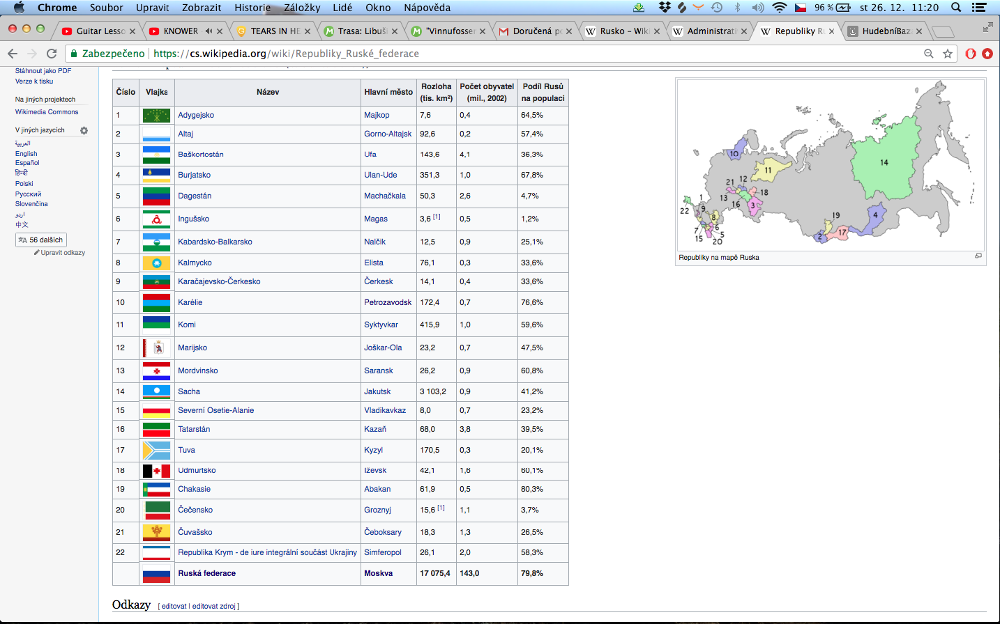 Chrome Soubor Upravit Zobrazit Historie Záložky Lidé Okno Nápověda 96 % st 26. 12. 11:20
Guitar Lesso KNOWER TEARS IN HE Trasa: Libuš "Vinnufosser Doručená po Rusko – Wiki Administrati Republiky Ru HudebníBaz
Zabezpečeno https://cs.wikipedia.org/wiki/Republiky_Ruské_federace
Stáhnout jako PDF
Verze k tisku
Na jiných projektech
Wikimedia Commons
V jiných jazycích
العربية
English
Español
हिन्दी
Polski
Русский
Slovenčina
اردو
中文
56 dalších
Upravit odkazy
Číslo Vlajka Název Hlavní město Rozloha (tis. km²) Počet obyvatel (mil., 2002) Podíl Rusů na populaci
1 Adygejsko Majkop 7,6 0,4 64,5%
2 Altaj Gorno-Altajsk 92,6 0,2 57,4%
3 Baškortostán Ufa 143,6 4,1 36,3%
4 Burjatsko Ulan-Ude 351,3 1,0 67,8%
5 Dagestán Machačkala 50,3 2,6 4,7%
6 Ingušsko Magas 3,6 [1] 0,5 1,2%
7 Kabardsko-Balkarsko Nalčik 12,5 0,9 25,1%
8 Kalmycko Elista 76,1 0,3 33,6%
9 Karačajevsko-Čerkesko Čerkesk 14,1 0,4 33,6%
10 Karélie Petrozavodsk 172,4 0,7 76,6%
11 Komi Syktyvkar 415,9 1,0 59,6%
12 Marijsko Joškar-Ola 23,2 0,7 47,5%
13 Mordvinsko Saransk 26,2 0,9 60,8%
14 Sacha Jakutsk 3 103,2 0,9 41,2%
15 Severní Osetie-Alanie Vladikavkaz 8,0 0,7 23,2%
16 Tatarstán Kazaň 68,0 3,8 39,5%
17 Tuva Kyzyl 170,5 0,3 20,1%
18 Udmurtsko Iževsk 42,1 1,6 60,1%
19 Chakasie Abakan 61,9 0,5 80,3%
20 Čečensko Groznyj 15,6 [1] 1,1 3,7%
21 Čuvašsko Čeboksary 18,3 1,3 26,5%
22 Republika Krym - de iure integrální součást Ukrajiny Simferopol 26,1 2,0 58,3%
Ruská federace Moskva 17 075,4 143,0 79,8%
10
14
11
21 12
18
13
16
3
1
22
9
8
19
4
7
6
5
2
17
15
20
Republiky na mapě Ruska
Odkazy [ editovat | editovat zdroj ]